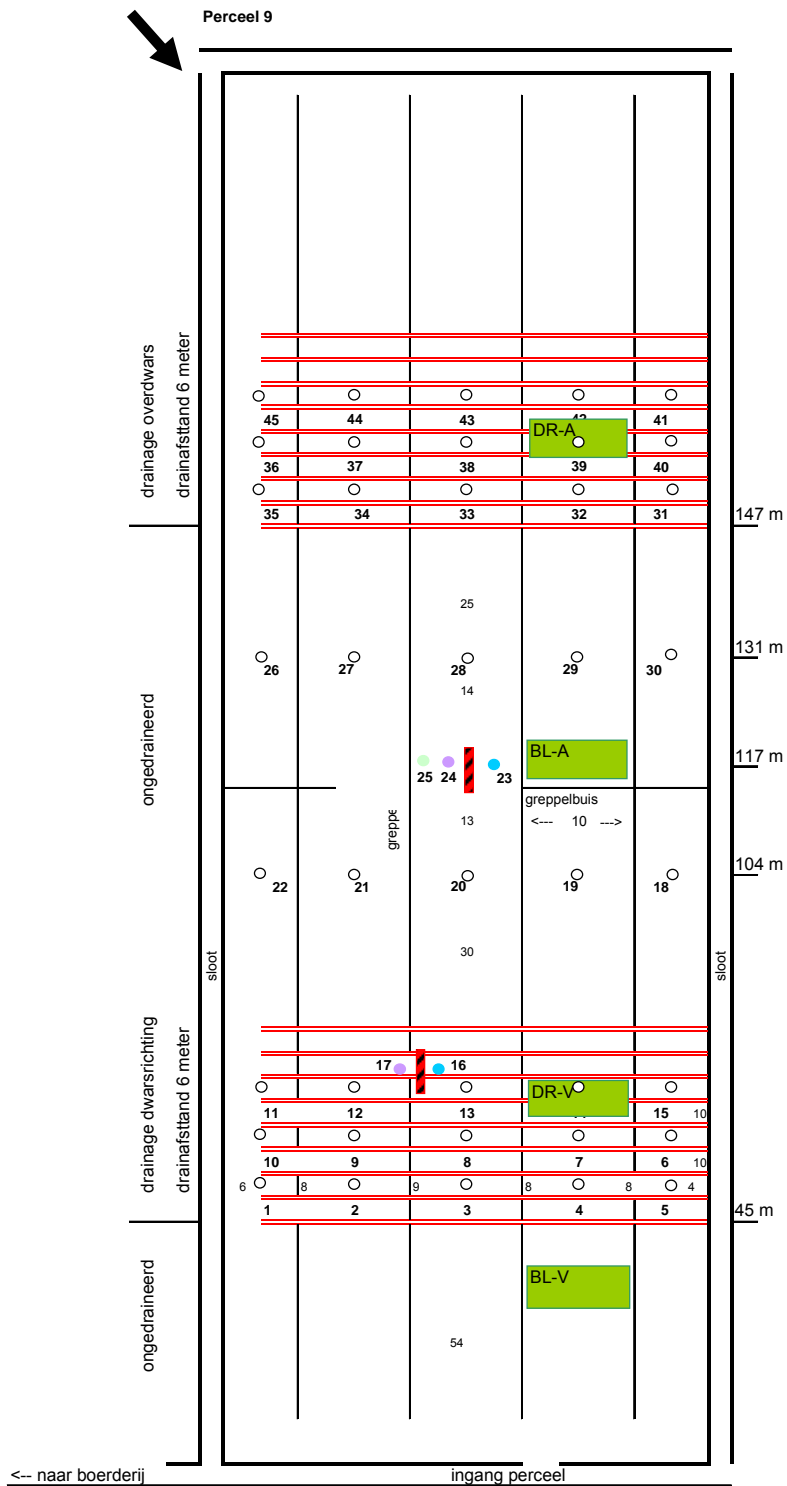 Perceel 9
drainage overdwars
drainafsttand 6 meter
45 44 43 41
DR-A
36 37 38 39 40
35 34 33 32 31
147 m
25
131 m
26 27 28 29 30
14
ongedraineerd
BL-A
117 m
25 24 23
greppelbuis
<--- 10 --->
13
greppe
104 m
22 21 20 19 18
30
sloot
sloot
drainage dwarsrichting
drainafsttand 6 meter
17 16
DR-V
11 12 13 15 10
10 9 8 7 6 10
6 8 9 8 8 4
1 2 3 4 5
45 m
BL-V
ongedraineerd
54
<-- naar boerderij
ingang perceel